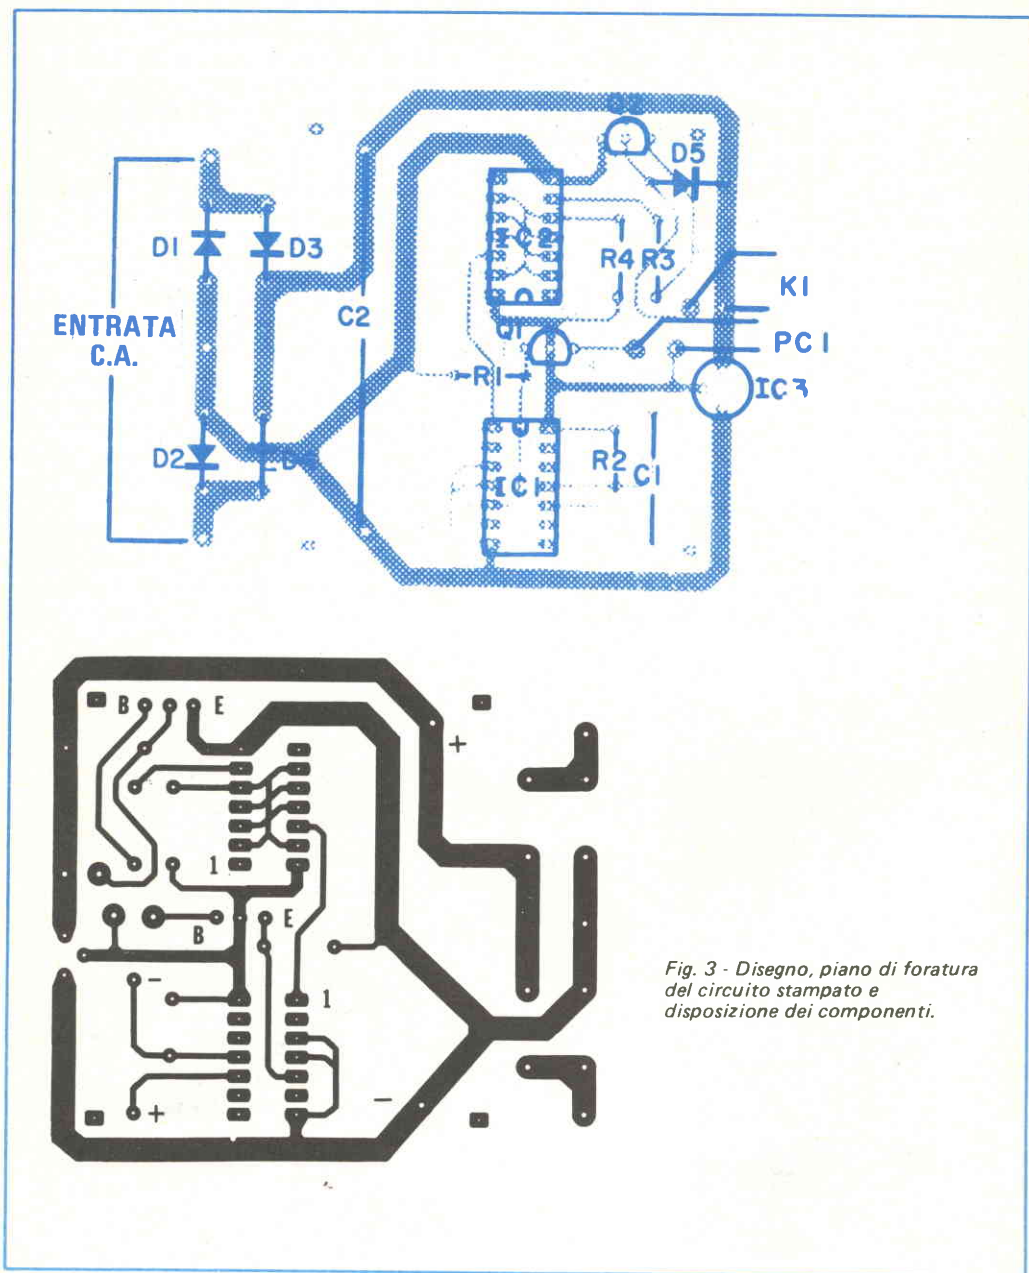 D5
D1
D3
IC2
R4
R3
K1
ENTRATA
C.A.
C2
Q1
PC1
R1
IC3
D2
IC1
R2
C1
B
E
+
1
B
E
-
1
+
-
Fig. 3 - Disegno, piano di foratura
del circuito stampato e
disposizione dei componenti.